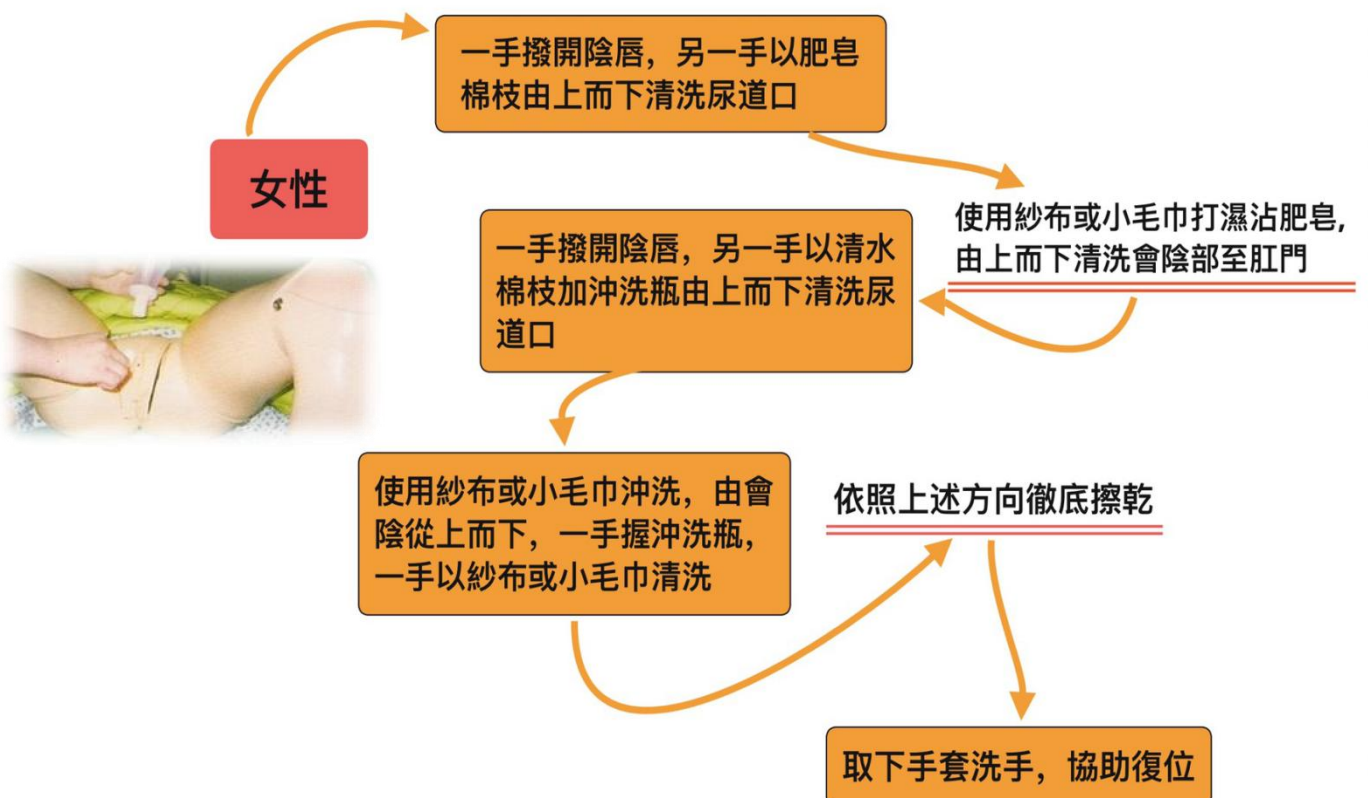 女性
一手撥開陰唇，另一手以肥皂
棉枝由上而下清洗尿道口
使用紗布或小毛巾打濕沾肥皂,
由上而下清洗會陰部至肛門
一手撥開陰唇，另一手以清水
棉枝加沖洗瓶由上而下清洗尿
道口
使用紗布或小毛巾沖洗，由會
陰從上而下，一手握沖洗瓶，
一手以紗布或小毛巾清洗
依照上述方向徹底擦乾
取下手套洗手，協助復位